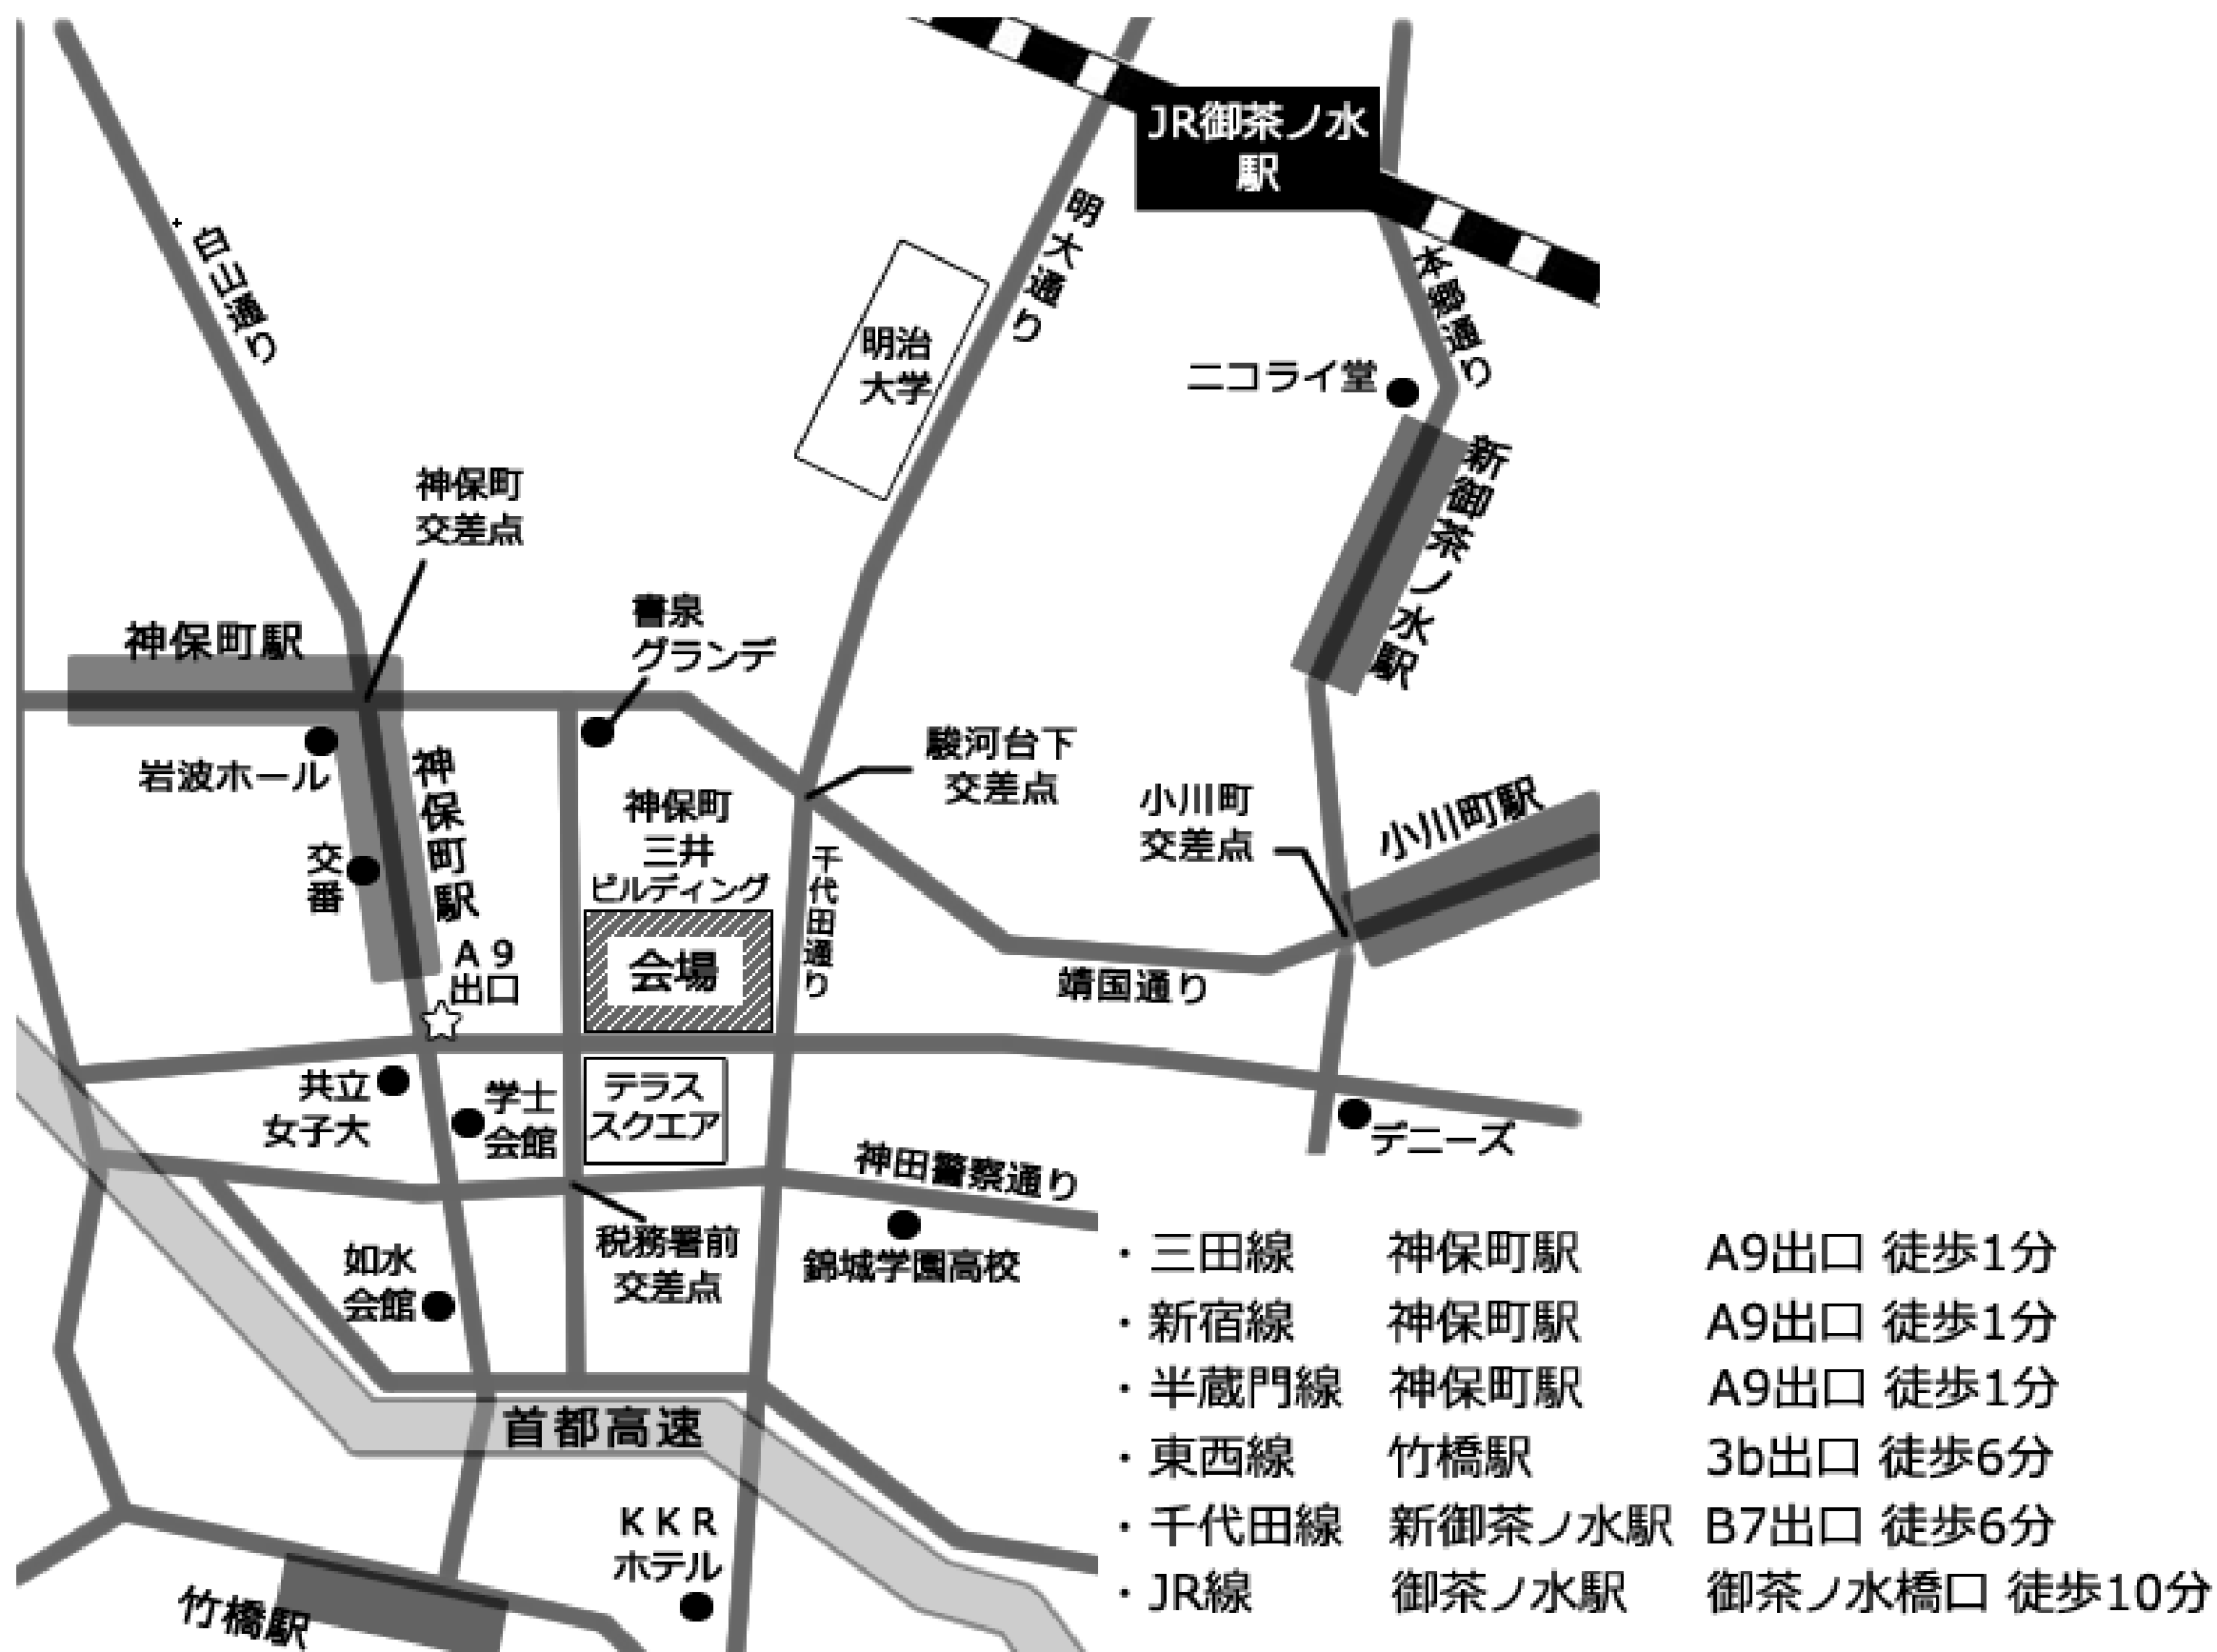 JR御茶ノ水
駅
白山通り
明大通り
本郷通り
明治
大学
ニコライ堂
新御茶ノ水駅
神保町
交差点
書泉
グランデ
神保町駅
岩波ホール
神保町駅
交番
駿河台下
交差点
小川町
交差点
小川町駅
神保町
三井
ビルディング
会場
千代田通り
A 9
出口
靖国通り
共立
女子大
学士
会館
テラス
スクエア
デニーズ
神田警察通り
税務署前
交差点
錦城学園高校
如水
会館
首都高速
KKR
ホテル
竹橋駅
・三田線 神保町駅 A9出口 徒歩1分
・新宿線 神保町駅 A9出口 徒歩1分
・半蔵門線 神保町駅 A9出口 徒歩1分
・東西線 竹橋駅 3b出口 徒歩6分
・千代田線 新御茶ノ水駅 B7出口 徒歩6分
・JR線 御茶ノ水駅 御茶ノ水橋口 徒歩10分